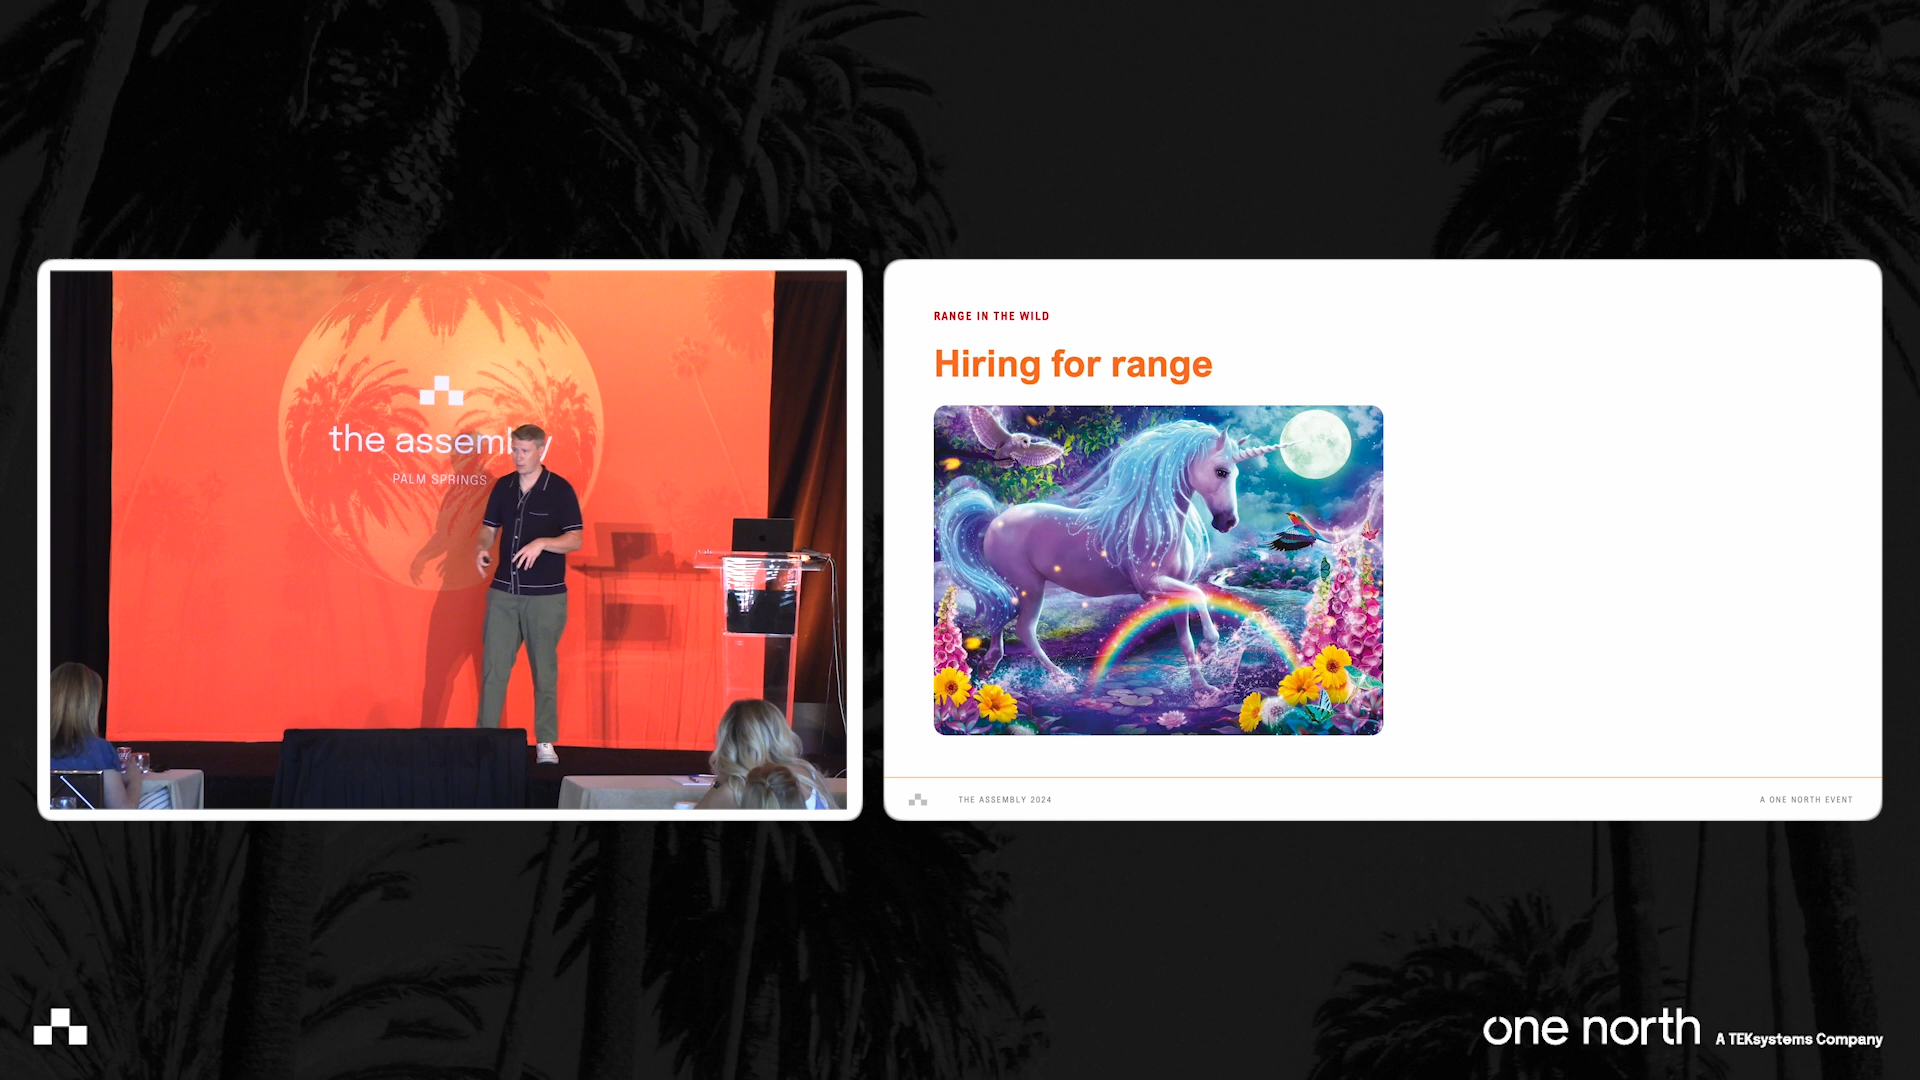 the assembly
PALM SPRINGS
RANGE IN THE WILD
Hiring for range
THE ASSEMBLY 2024
A ONE NORTH EVENT
one north
A TEKsystems Company